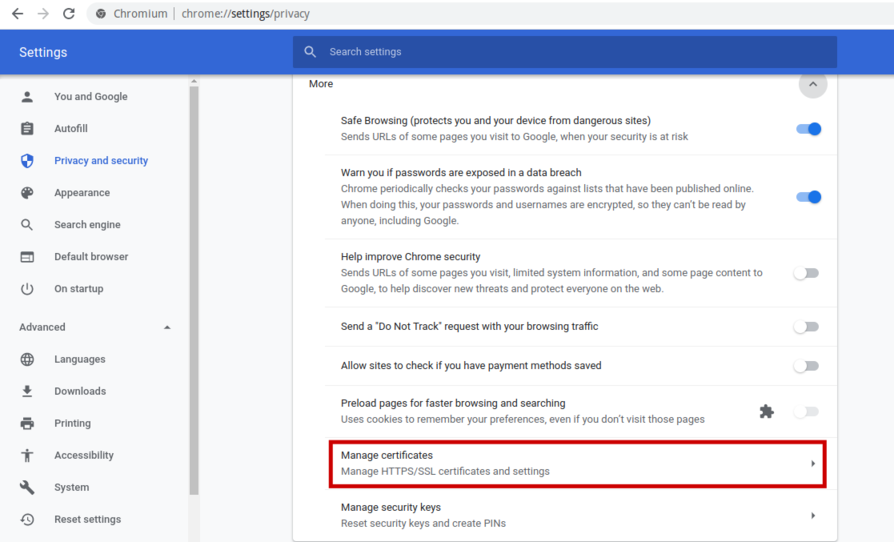 Chromium | chrome://settings/privacy
Settings
Search settings
You and Google
Autofill
Privacy and security
Appearance
Search engine
Default browser
On startup
Advanced
Languages
Downloads
Printing
Accessibility
System
Reset settings
More
Safe Browsing (protects you and your device from dangerous sites)
Sends URLs of some pages you visit to Google, when your security is at risk
Warn you if passwords are exposed in a data breach
Chrome periodically checks your passwords against lists that have been published online.
When doing this, your passwords and usernames are encrypted, so they can't be read by
anyone, including Google.
Help improve Chrome security
Sends URLs of some pages you visit, limited system information, and some page content to
Google, to help discover new threats and protect everyone on the web.
Send a "Do Not Track" request with your browsing traffic
Allow sites to check if you have payment methods saved
Preload pages for faster browsing and searching
Uses cookies to remember your preferences, even if you don't visit those pages
Manage certificates
Manage HTTPS/SSL certificates and settings
Manage security keys
Reset security keys and create PINs